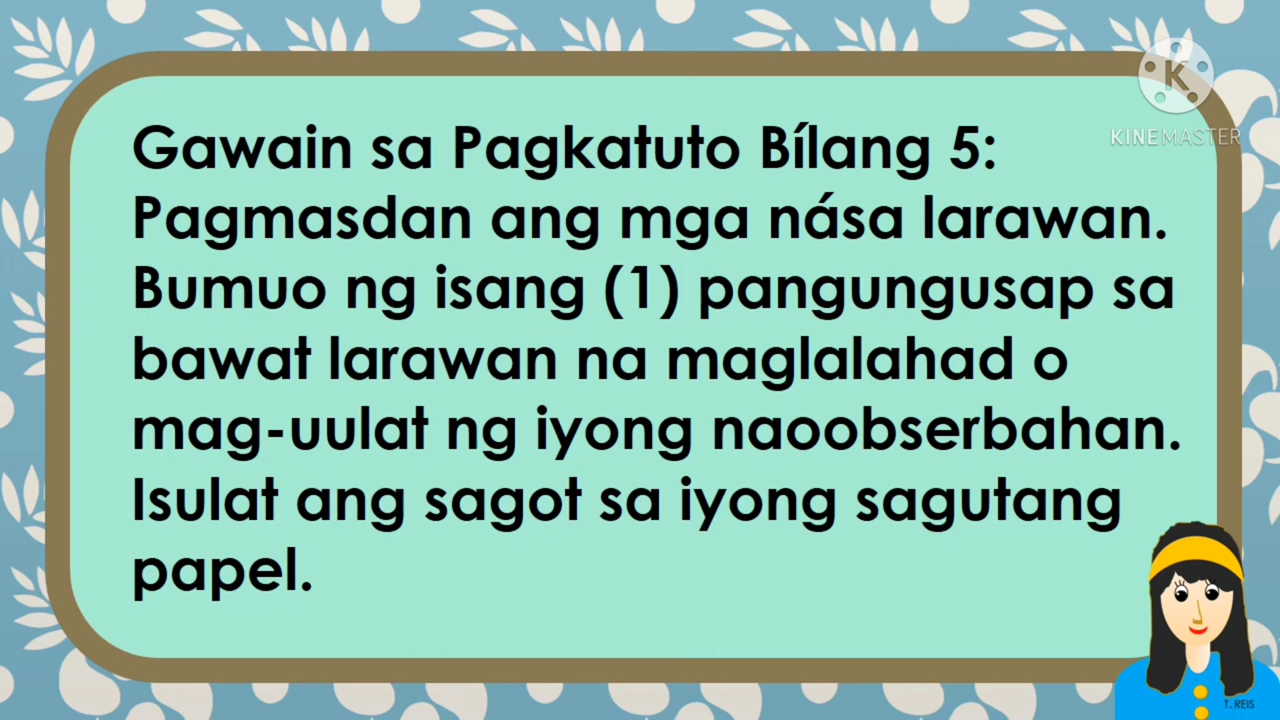 Gawain sa Pagkatuto Bílang 5:
Pagmasdan ang mga nása larawan.
Bumuo ng isang (1) pangungusap sa
bawat larawan na maglalahad o
mag-uulat ng iyong naoobserbahan.
Isulat ang sagot sa iyong sagutang
papel.
K
KINEMASTER
T. REIS